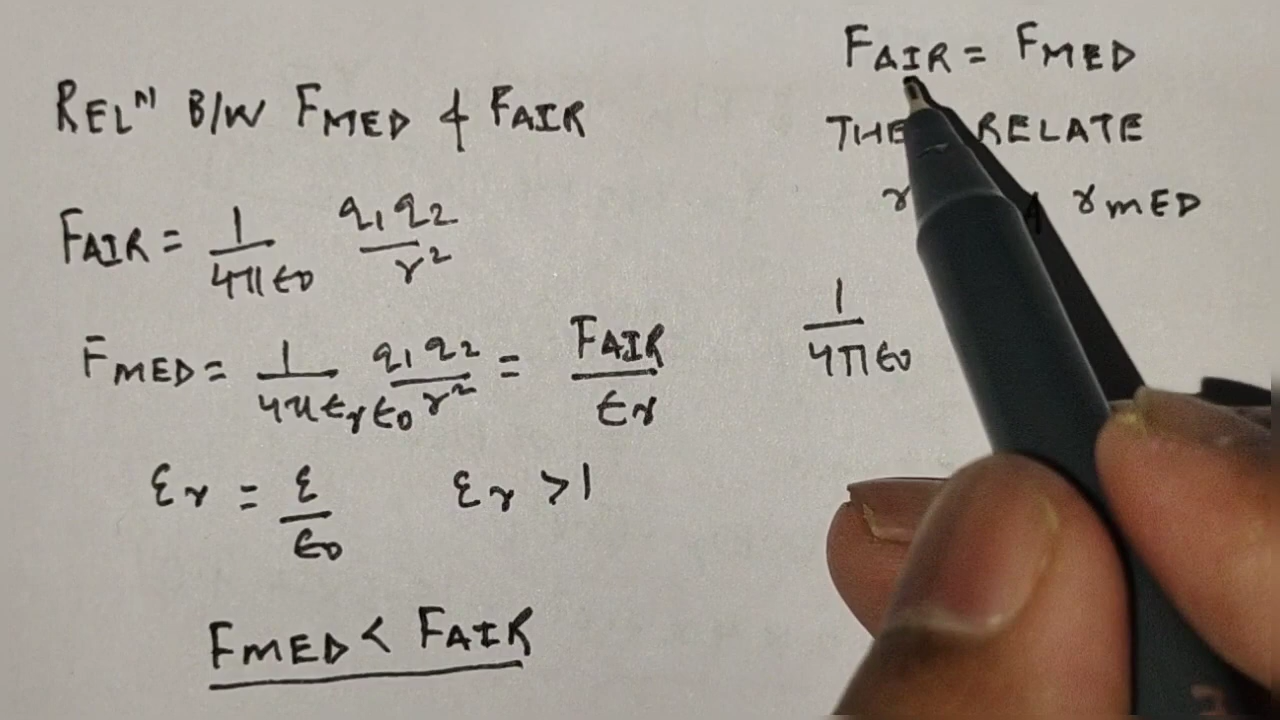 RELⁿ B/W FMED & FAIR
FAIR = 1/4πε0 q1q2/r²
FMED = 1/4πεrε0 q1q2/r² = FAIR/εr
εr = ε/ε0 εr > 1
FMED < FAIR
FAIR = FMED
RELATE
r & rMED
1/4πε0